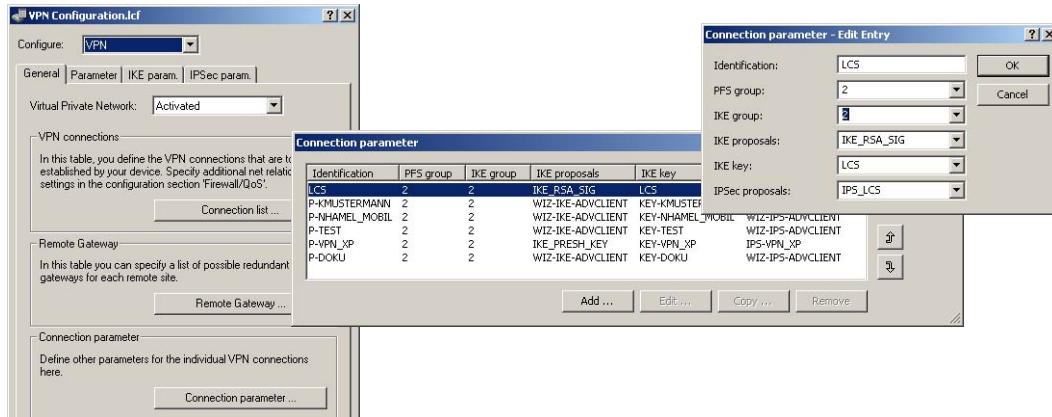 VPN Configuration.lcf
Configure: VPN
General Parameter IKE param. IPSec param.
Virtual Private Network: Activated
VPN connections
In this table, you define the VPN connections that are to
established by your device. Specify additional net relatic
settings in the configuration section 'Firewall/QoS'.
Connection list ...
Remote Gateway
In this table you can specify a list of possible redundant
gateways for each remote site.
Remote Gateway ...
Connection parameter
Define other parameters for the individual VPN connections
here.
Connection parameter ...
Connection parameter
Identification PFS group IKE group IKE proposals IKE key
LCS 2 2 IKE_RSA_SIG LCS
P-KMUSTERMANN 2 2 WIZ-IKE-ADVCLIENT KEY-KMUSTER
P-NHAMEL_MOBIL 2 2 WIZ-IKE-ADVCLIENT KEY-NHAMEL_MOBIL WIZ-IPS-ADVCLIENT
P-TEST 2 2 WIZ-IKE-ADVCLIENT KEY-TEST WIZ-IPS-ADVCLIENT
P-VPN_XP 2 2 IKE_PRESH_KEY KEY-VPN_XP IPS-VPN_XP
P-DOKU 2 2 WIZ-IKE-ADVCLIENT KEY-DOKU WIZ-IPS-ADVCLIENT
Add ... Edit ... Copy ... Remove
Connection parameter - Edit Entry
Identification: LCS
PFS group: 2
IKE group: 2
IKE proposals: IKE_RSA_SIG
IKE key: LCS
IPSec proposals: IPS_LCS
OK
Cancel